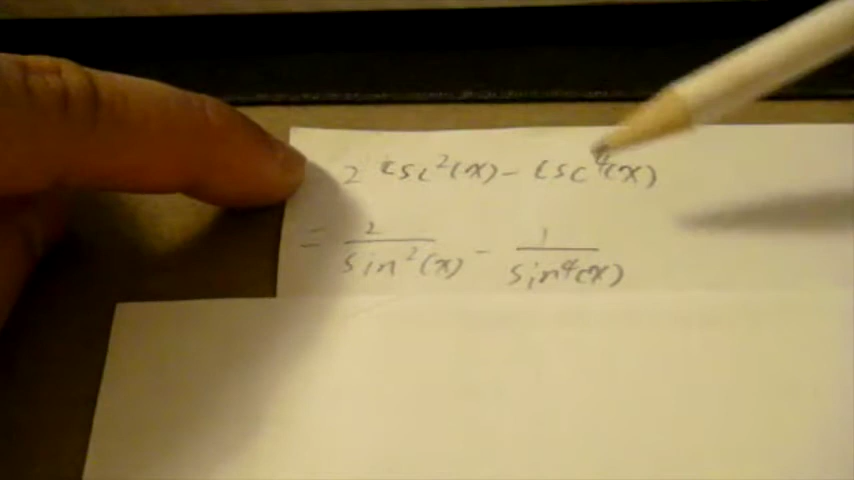 2 csc²(x) - csc⁴(x)
= 2/sin²(x) - 1/sin⁴(x)